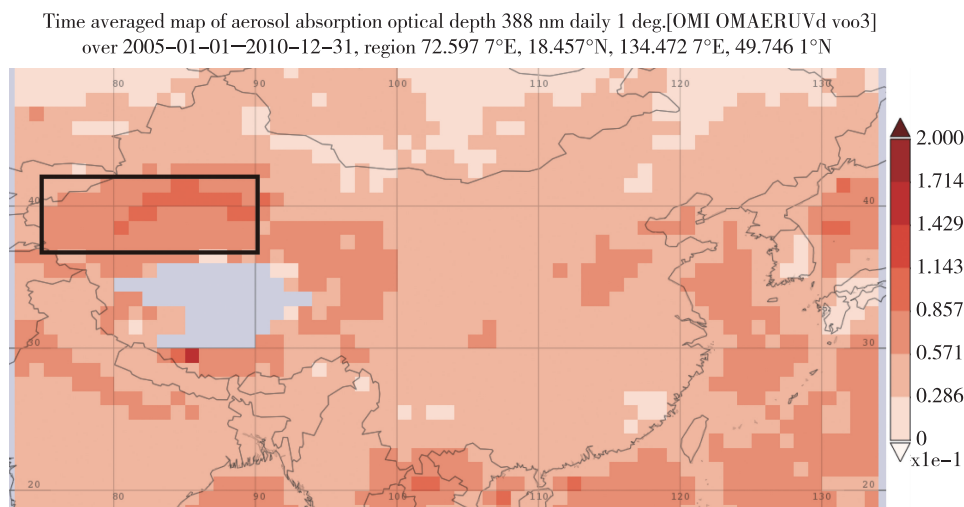 Time averaged map of aerosol absorption optical depth 388 nm daily 1 deg.[OMI OMAERUVd voo3]
over 2005-01-01—2010-12-31, region 72.597 7°E, 18.457°N, 134.472 7°E, 49.746 1°N
80 90 100 110 120 130
2.000
1.714
40 40
1.429
1.143
0.857
30 30
0.571
0.286
0
x1e-1
20 20
80 90 100 110 120 130